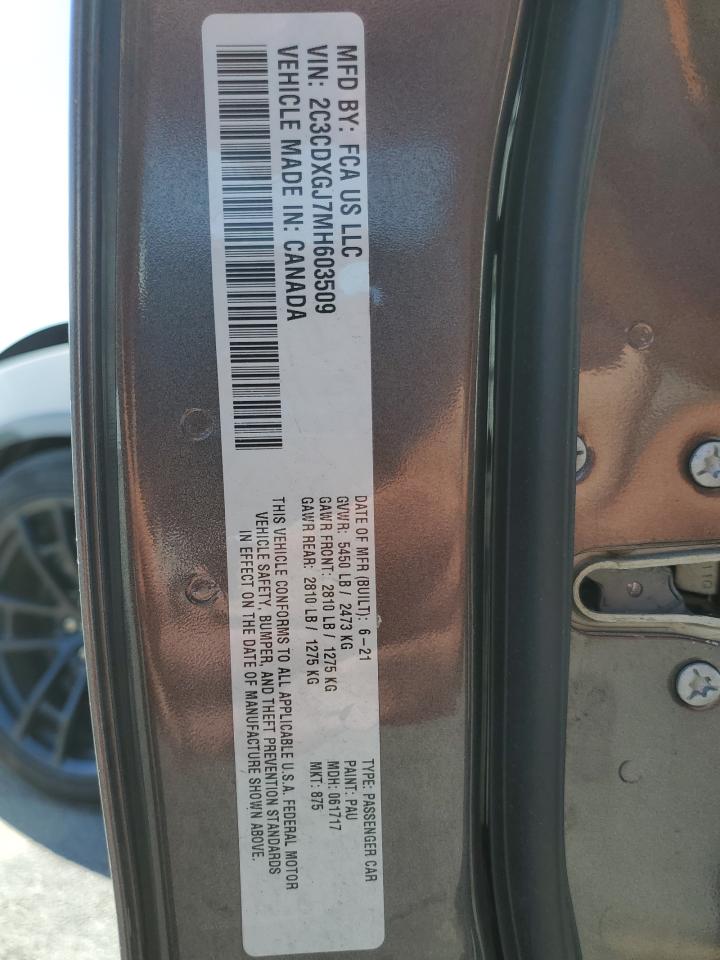 MFD BY: FCA US LLC
VIN: 2C3CDXGJ7MH603509
VEHICLE MADE IN: CANADA
DATE OF MFR (BUILT): 6-21
GVWR: 5450 LB / 2473 KG
GAWR FRONT: 2810 LB / 1275 KG
GAWR REAR: 2810 LB / 1275 KG
THIS VEHICLE CONFORMS TO ALL APPLICABLE U.S.A. FEDERAL MOTOR
VEHICLE SAFETY, BUMPER, AND THEFT PREVENTION STANDARDS
IN EFFECT ON THE DATE OF MANUFACTURE SHOWN ABOVE.
TYPE: PASSENGER CAR
PAINT: PAU
MDH: 061717
MKT: 875